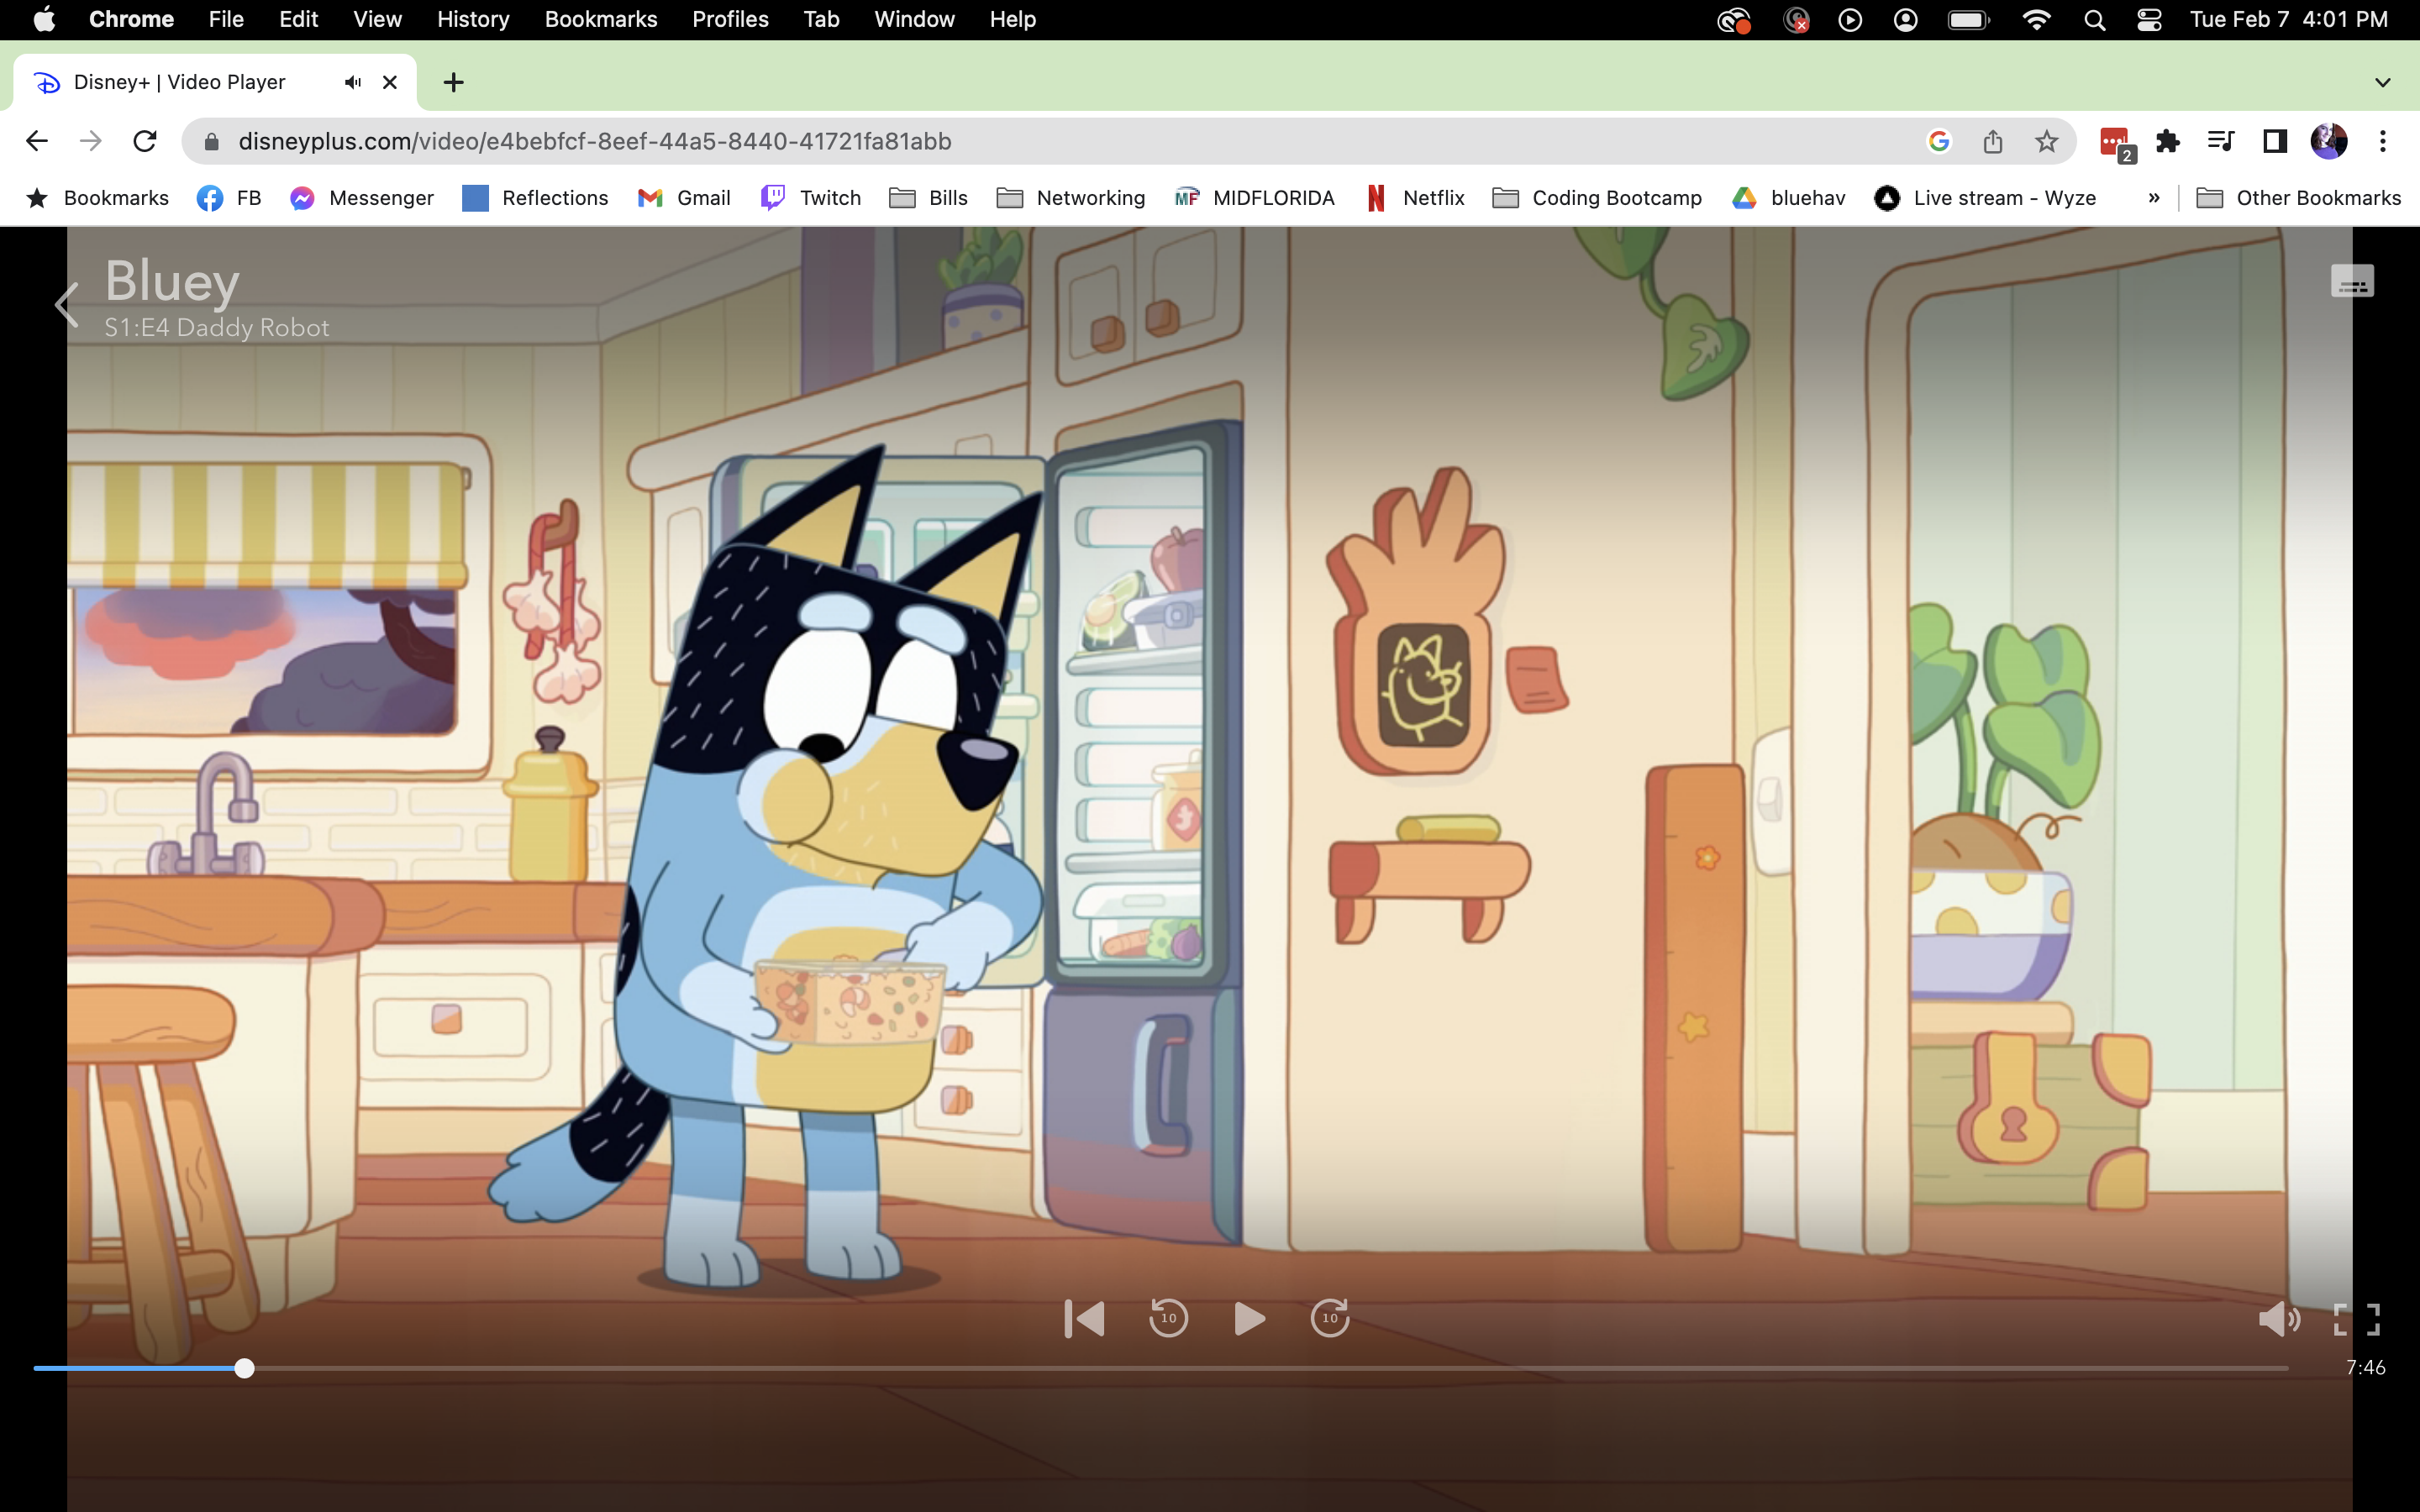 Chrome File Edit View History Bookmarks Profiles Tab Window Help Tue Feb 7 4:01 PM
Disney+ | Video Player
disneyplus.com/video/e4bebfcf-8eef-44a5-8440-41721fa81abb
2
Bookmarks FB Messenger Reflections Gmail Twitch Bills Networking MF MIDFLORIDA Netflix Coding Bootcamp bluehav Live stream - Wyze » Other Bookmarks
Bluey
S1:E4 Daddy Robot
10 10
7:46